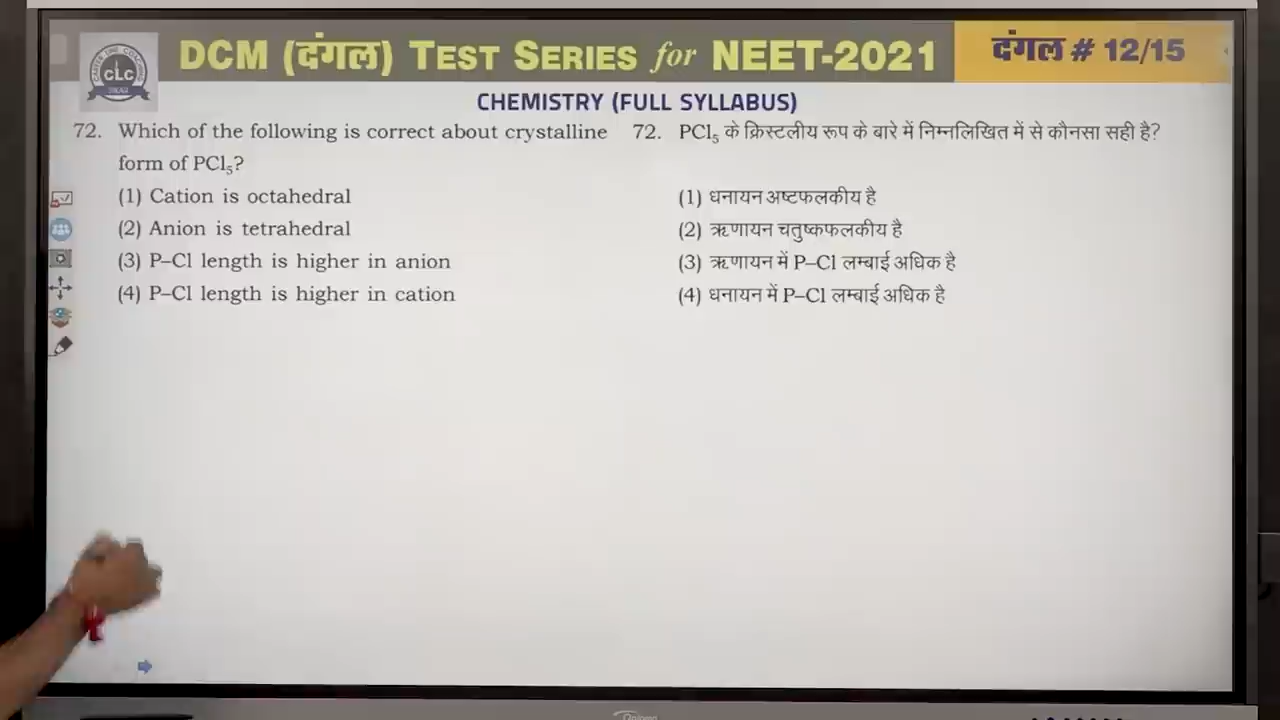 CLC
DCM (दंगल) TEST SERIES for NEET-2021
दंगल # 12/15
CHEMISTRY (FULL SYLLABUS)
72. Which of the following is correct about crystalline
form of PCl₅?
(1) Cation is octahedral
(2) Anion is tetrahedral
(3) P–Cl length is higher in anion
(4) P–Cl length is higher in cation
72. PCl₅ के क्रिस्टलीय रूप के बारे में निम्नलिखित में से कौनसा सही है?
(1) धनायन अष्टफलकीय है
(2) ऋणायन चतुष्कफलकीय है
(3) ऋणायन में P–Cl लम्बाई अधिक है
(4) धनायन में P–Cl लम्बाई अधिक है